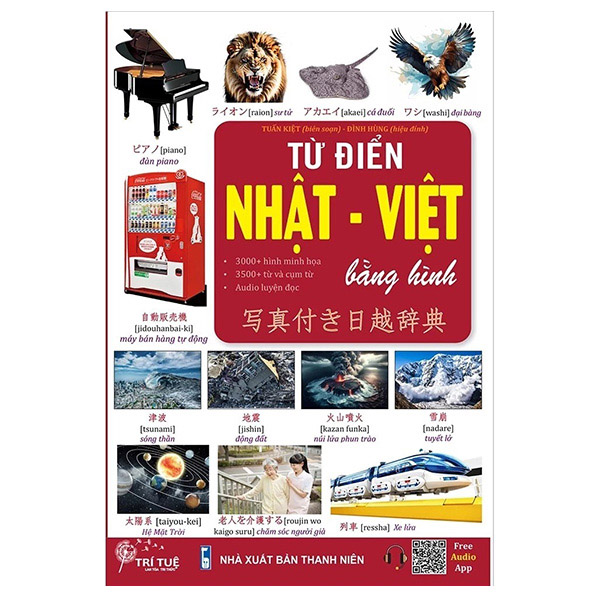 ライオン[raion] sư tử
アカエイ[akaei] cá đuối
ワシ[washi] đại bàng
ピアノ[piano]
đàn piano
TUẤN KIỆT (biên soạn) - ĐÌNH HÙNG (hiệu đính)
TỪ ĐIỂN
NHẬT - VIỆT
bằng hình
• 3000+ hình minh họa
• 3500+ từ và cụm từ
• Audio luyện đọc
写真付き日越辞典
自動販売機
[jidouhanbai-ki]
máy bán hàng tự động
津波
[tsunami]
sóng thần
地震
[jishin]
động đất
火山噴火
[kazan funka]
núi lửa phun trào
雪崩
[nadare]
tuyết lở
太陽系 [taiyou-kei]
Hệ Mặt Trời
老人を介護する[roujin wo
kaigo suru] chăm sóc người già
列車 [ressha] Xe lửa
TRÍ TUỆ
LAN TỎA TRI THỨC
NHÀ XUẤT BẢN THANH NIÊN
Free
Audio
App